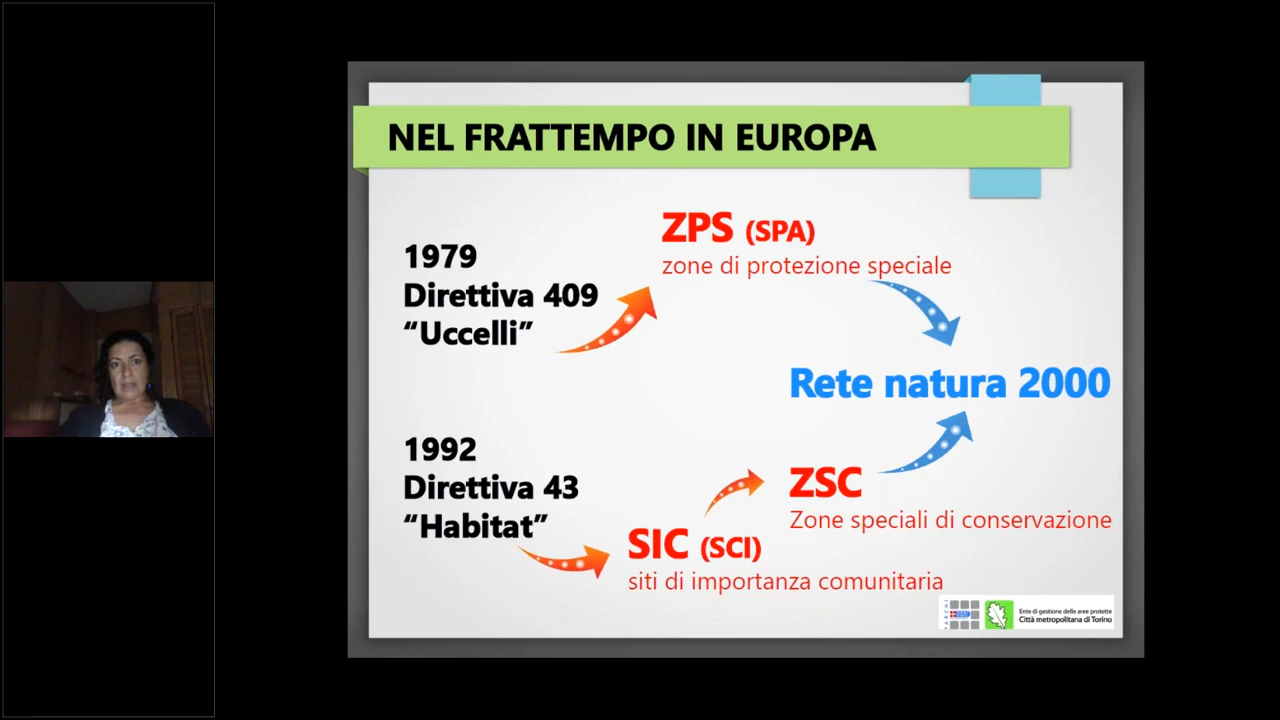 NEL FRATTEMPO IN EUROPA
ZPS (SPA)
zone di protezione speciale
1979
Direttiva 409
“Uccelli”
Rete natura 2000
1992
Direttiva 43
“Habitat”
ZSC
Zone speciali di conservazione
SIC (SCI)
siti di importanza comunitaria
Ente di gestione delle aree protette
Città metropolitana di Torino